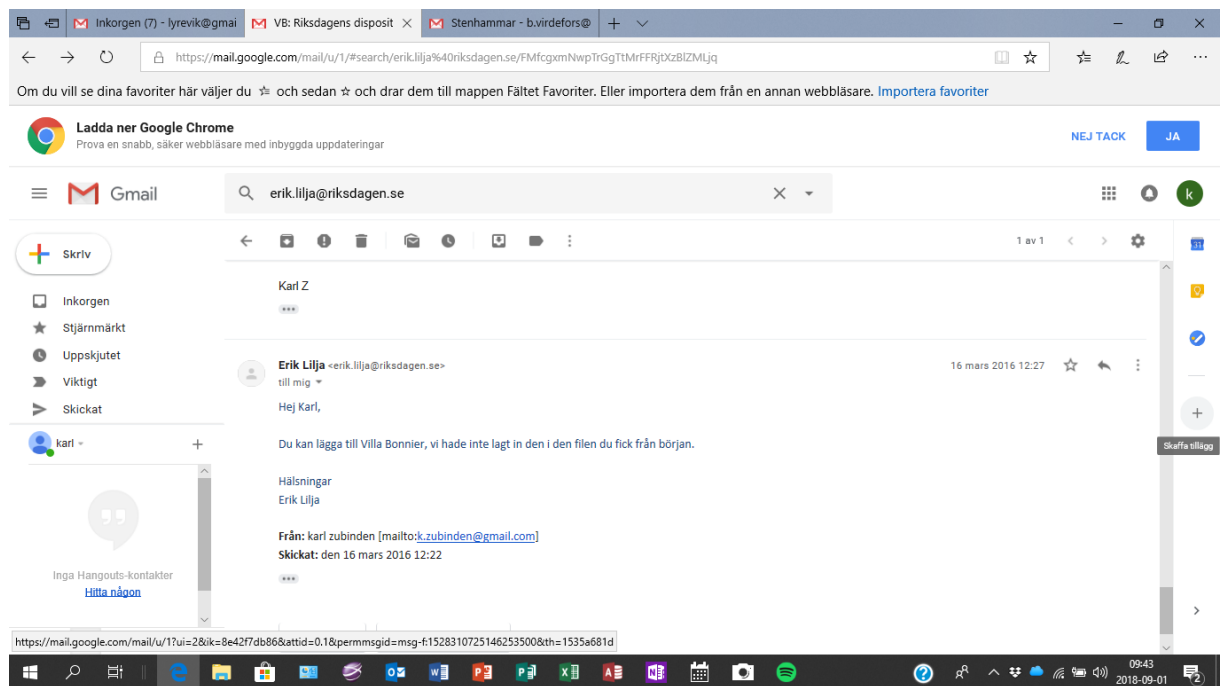 Inkorgen (7) - lyrevik@gmai
VB: Riksdagens disposit
Stenhammar - b.virdefors@
https://mail.google.com/mail/u/1/#search/erik.lilja%40riksdagen.se/FMfcgxmNwpTrGgTtMrFFRjtXzBlZMLjq
Om du vill se dina favoriter här väljer du och sedan och drar dem till mappen Fältet Favoriter. Eller importera dem från en annan webbläsare. Importera favoriter
Ladda ner Google Chrome
Prova en snabb, säker webbläsare med inbyggda uppdateringar
NEJ TACK
JA
Gmail
erik.lilja@riksdagen.se
k
Skriv
1 av 1
31
Inkorgen
Stjärnmärkt
Uppskjutet
Viktigt
Skickat
karl
Inga Hangouts-kontakter
Hitta någon
Karl Z
Erik Lilja <erik.lilja@riksdagen.se>
16 mars 2016 12:27
till mig
Hej Karl,
Du kan lägga till Villa Bonnier, vi hade inte lagt in den i den filen du fick från början.
Hälsningar
Erik Lilja
Från: karl zubinden [mailto:k.zubinden@gmail.com]
Skickat: den 16 mars 2016 12:22
Skaffa tillägg
https://mail.google.com/mail/u/1?ui=2&ik=8e42f7db86&attid=0.1&permmsgid=msg-f:1528310725146253500&th=1535a681d
09:43
2018-09-01
2